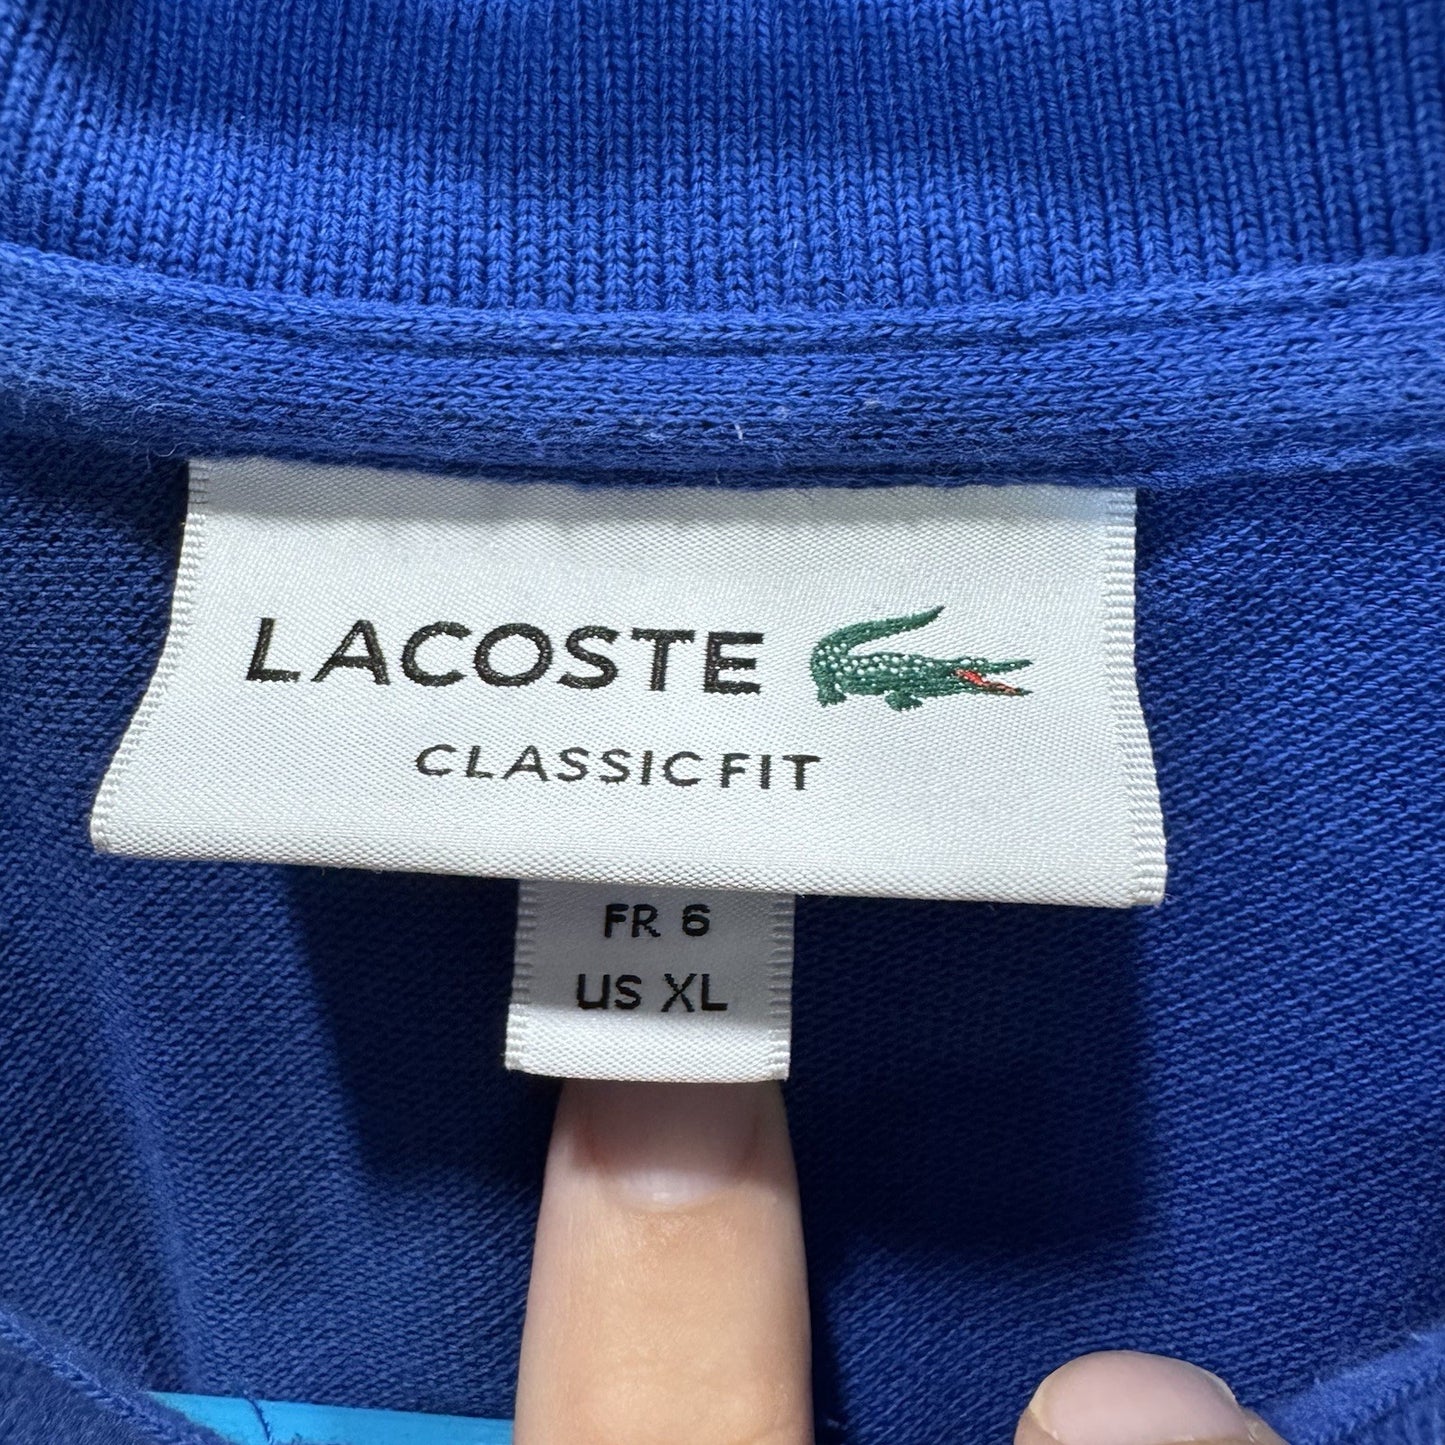 LACOSTE
CLASSIC FIT
FR 6
US XL